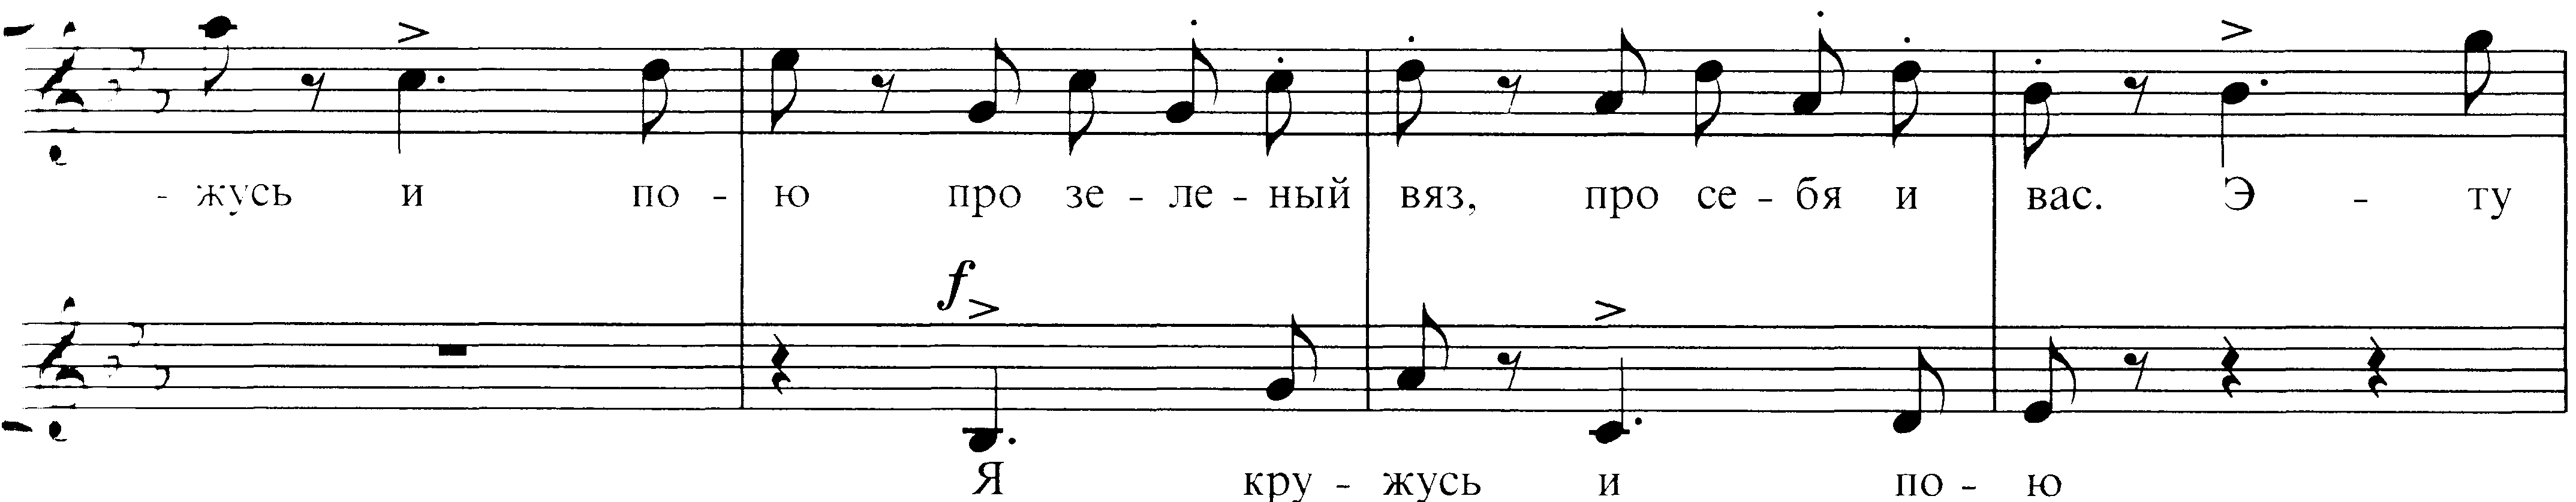 - жусь и по - ю про зе - ле - ный вяз, про се - бя и вас. Э - ту
f
Я кру - жусь и по - ю